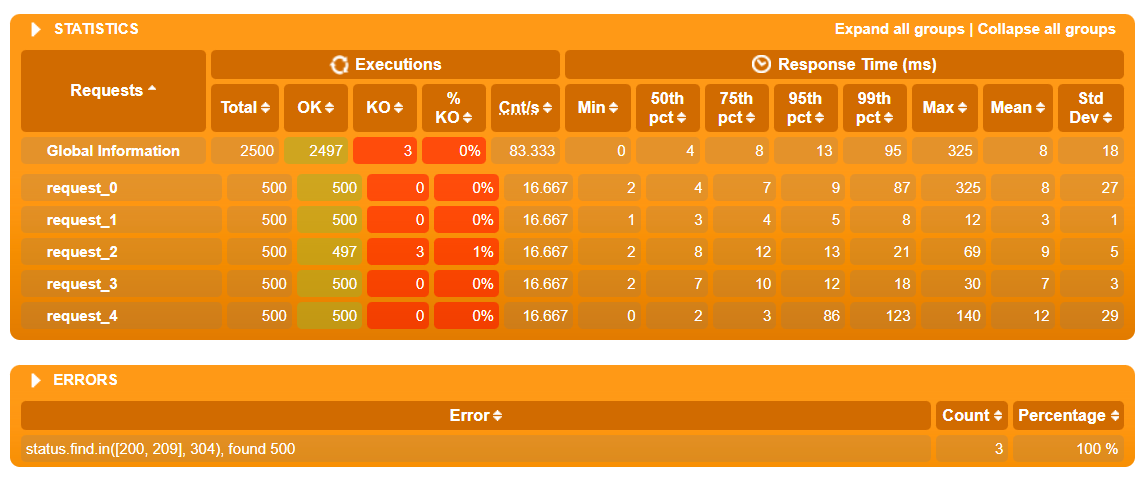 STATISTICS Expand all groups | Collapse all groups
Requests Executions Response Time (ms)
Total OK KO % KO Cnt/s Min 50th pct 75th pct 95th pct 99th pct Max Mean Std Dev
Global Information 2500 2497 3 0% 83.333 0 4 8 13 95 325 8 18
request_0 500 500 0 0% 16.667 2 4 7 9 87 325 8 27
request_1 500 500 0 0% 16.667 1 3 4 5 8 12 3 1
request_2 500 497 3 1% 16.667 2 8 12 13 21 69 9 5
request_3 500 500 0 0% 16.667 2 7 10 12 18 30 7 3
request_4 500 500 0 0% 16.667 0 2 3 86 123 140 12 29
ERRORS
Error Count Percentage
status.find.in([200, 209], 304), found 500 3 100 %